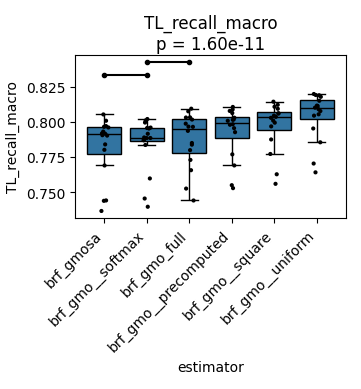 TL_recall_macro
p = 1.60e-11
TL_recall_macro
0.825
0.800
0.775
0.750
brf_gmosa
brf_gmo__softmax
brf_gmo_full
brf_gmo__precomputed
brf_gmo__square
brf_gmo__uniform
estimator